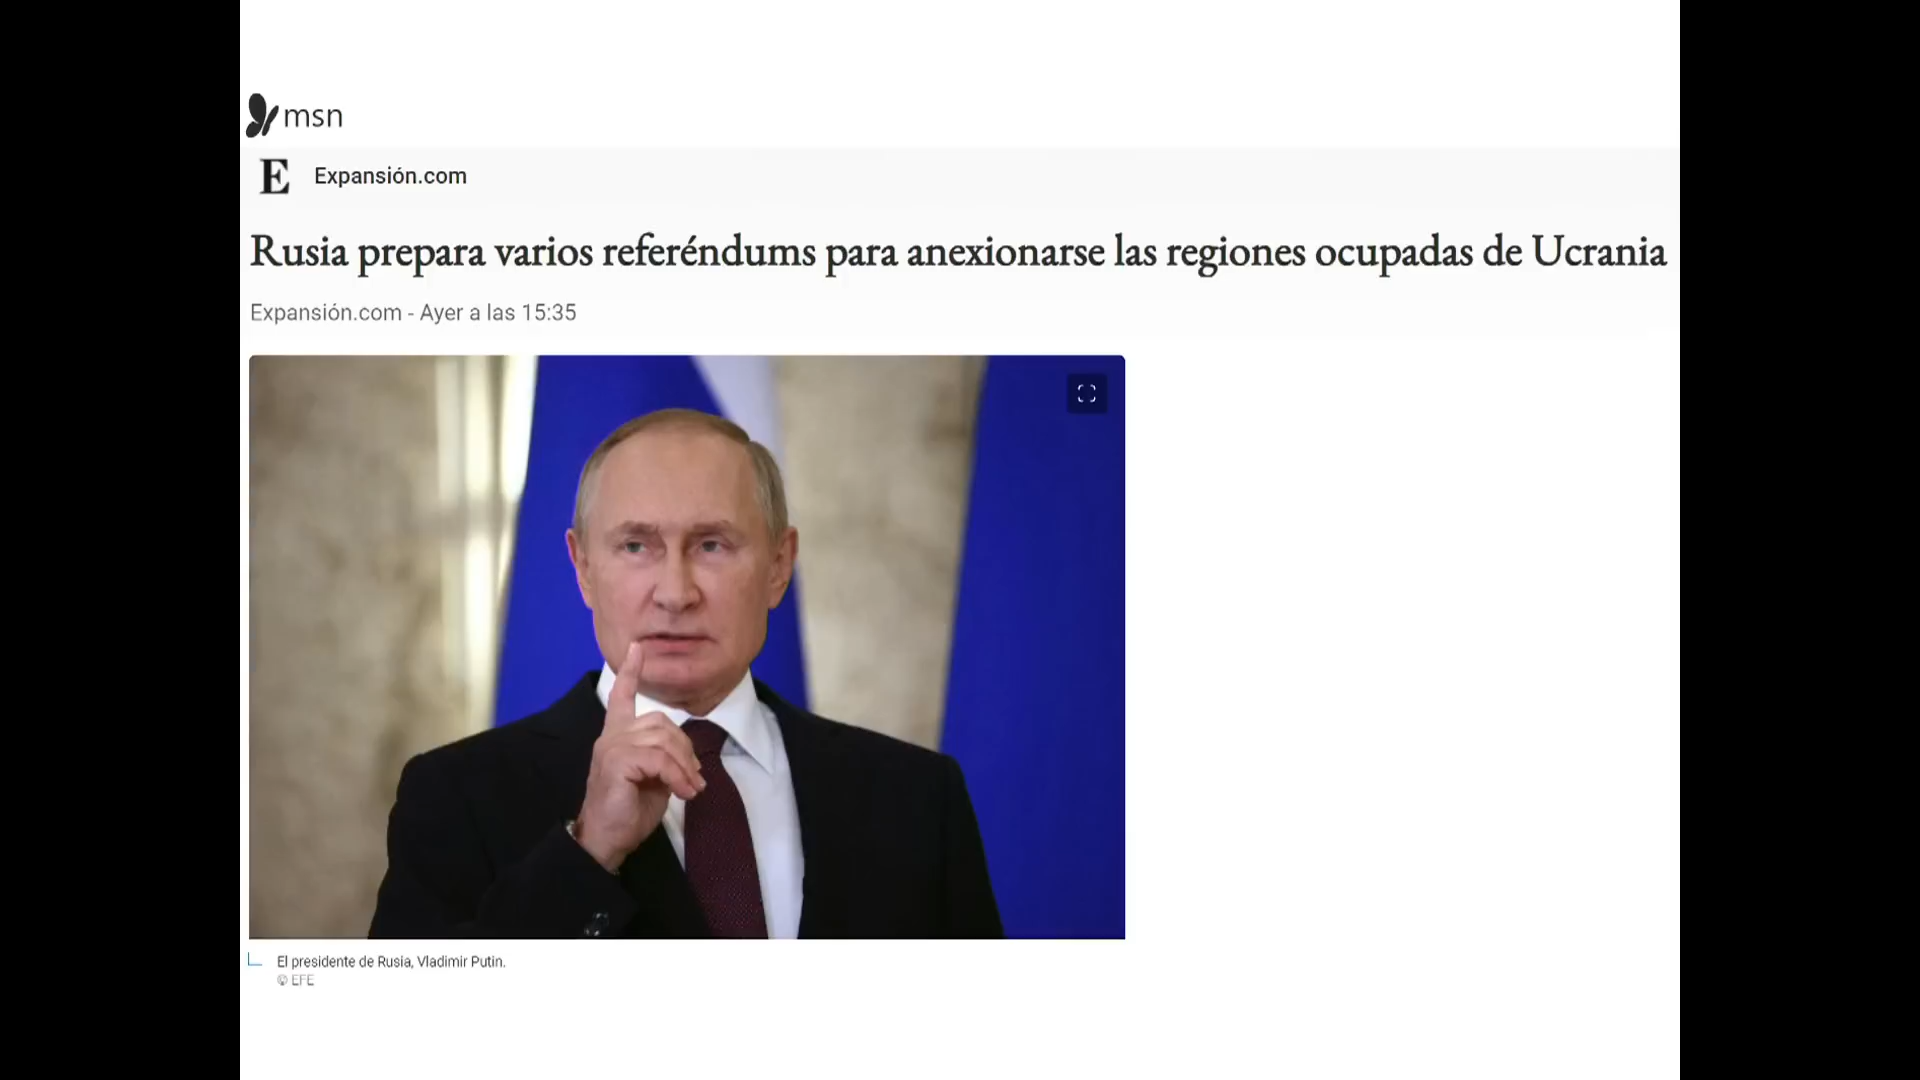 msn
E Expansión.com
Rusia prepara varios referéndums para anexionarse las regiones ocupadas de Ucrania
Expansión.com - Ayer a las 15:35
El presidente de Rusia, Vladimir Putin.
© EFE